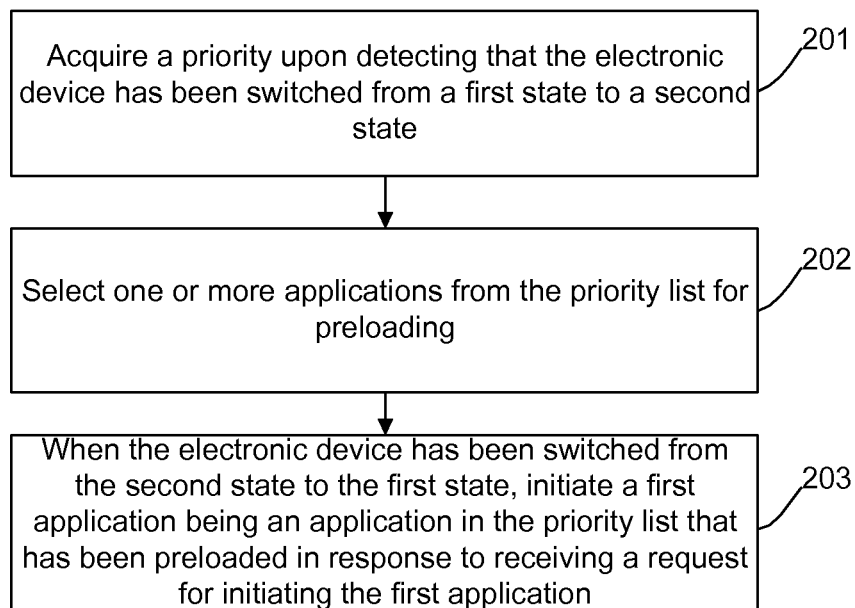 Acquire a priority upon detecting that the electronic
device has been switched from a first state to a second
state
201
Select one or more applications from the priority list for
preloading
202
When the electronic device has been switched from
the second state to the first state, initiate a first
application being an application in the priority list that
has been preloaded in response to receiving a request
for initiating the first application
203